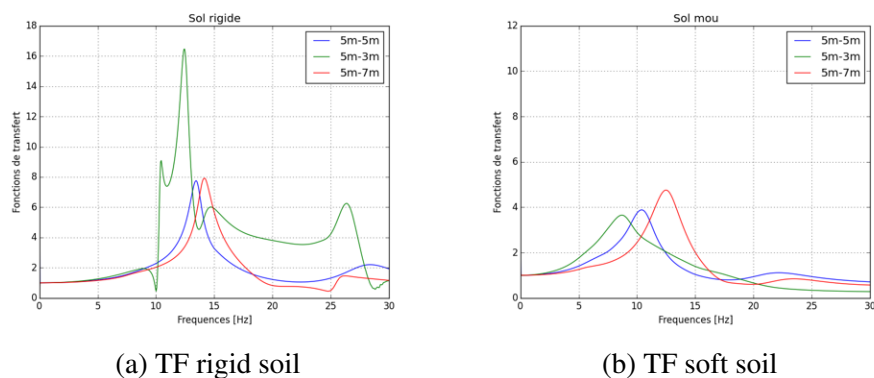 Sol rigide
18
16
14
12
10
8
6
4
2
0
Fonctions de transfert
5m-5m
5m-3m
5m-7m
0 5 10 15 20 25 30
Frequences [Hz]
(a) TF rigid soil
Sol mou
12
10
8
6
4
2
0
Fonctions de transfert
5m-5m
5m-3m
5m-7m
0 5 10 15 20 25 30
Frequences [Hz]
(b) TF soft soil